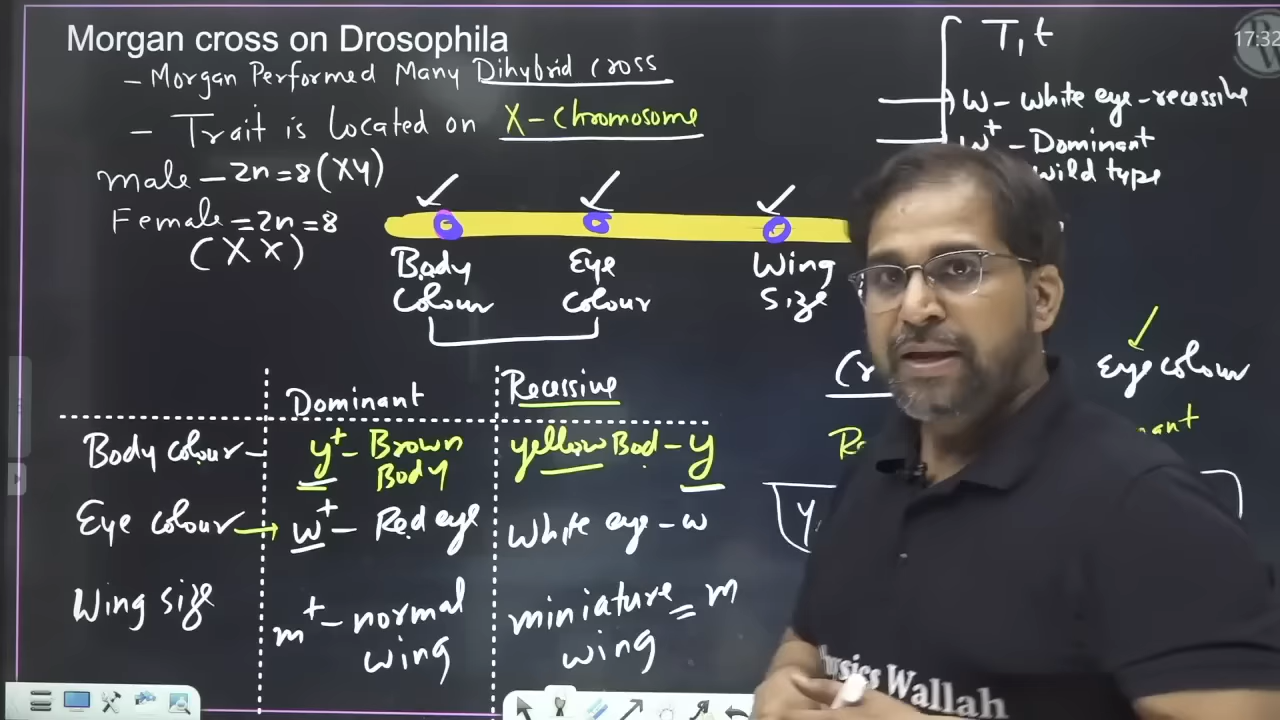 Morgan cross on Drosophila
- Morgan Performed Many Dihybrid Cross
- Trait is Located on X-Chromosome
Male - 2n = 8 (XY)
Female = 2n = 8
(XX)
Body Colour
Eye Colour
Wing Size
T, t
w - white eye - recessive
w+ - Dominant
wild type
17:32
Dominant
Recessive
Body colour - y+ - Brown Body
yellow Bod - y
Eye colour → w+ - Red eye
White eye - w
Wing size
m+ - normal wing
miniature wing = m
Eye colour
Y
Wallah